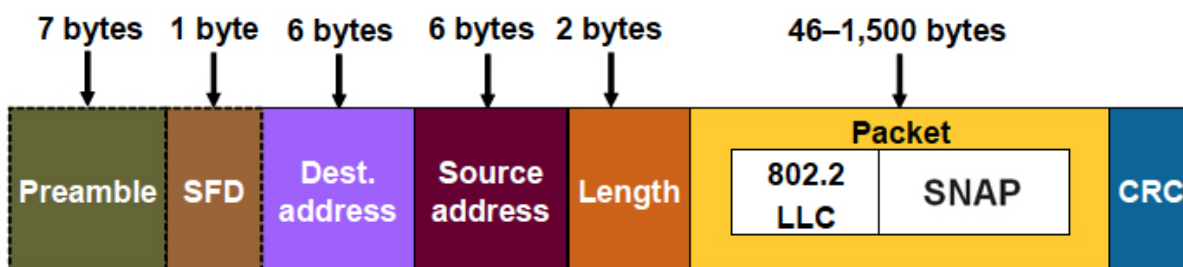 7 bytes 1 byte 6 bytes 6 bytes 2 bytes 46–1,500 bytes
Preamble
SFD
Dest.
address
Source
address
Length
Packet
802.2
LLC
SNAP
CRC